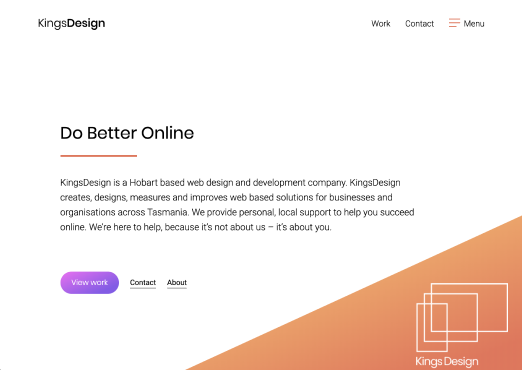 KingsDesign
Work Contact Menu
Do Better Online
KingsDesign is a Hobart based web design and development company. KingsDesign
creates, designs, measures and improves web based solutions for businesses and
organisations across Tasmania. We provide personal, local support to help you succeed
online. We're here to help, because it's not about us – it's about you.
View work Contact About
Kings Design